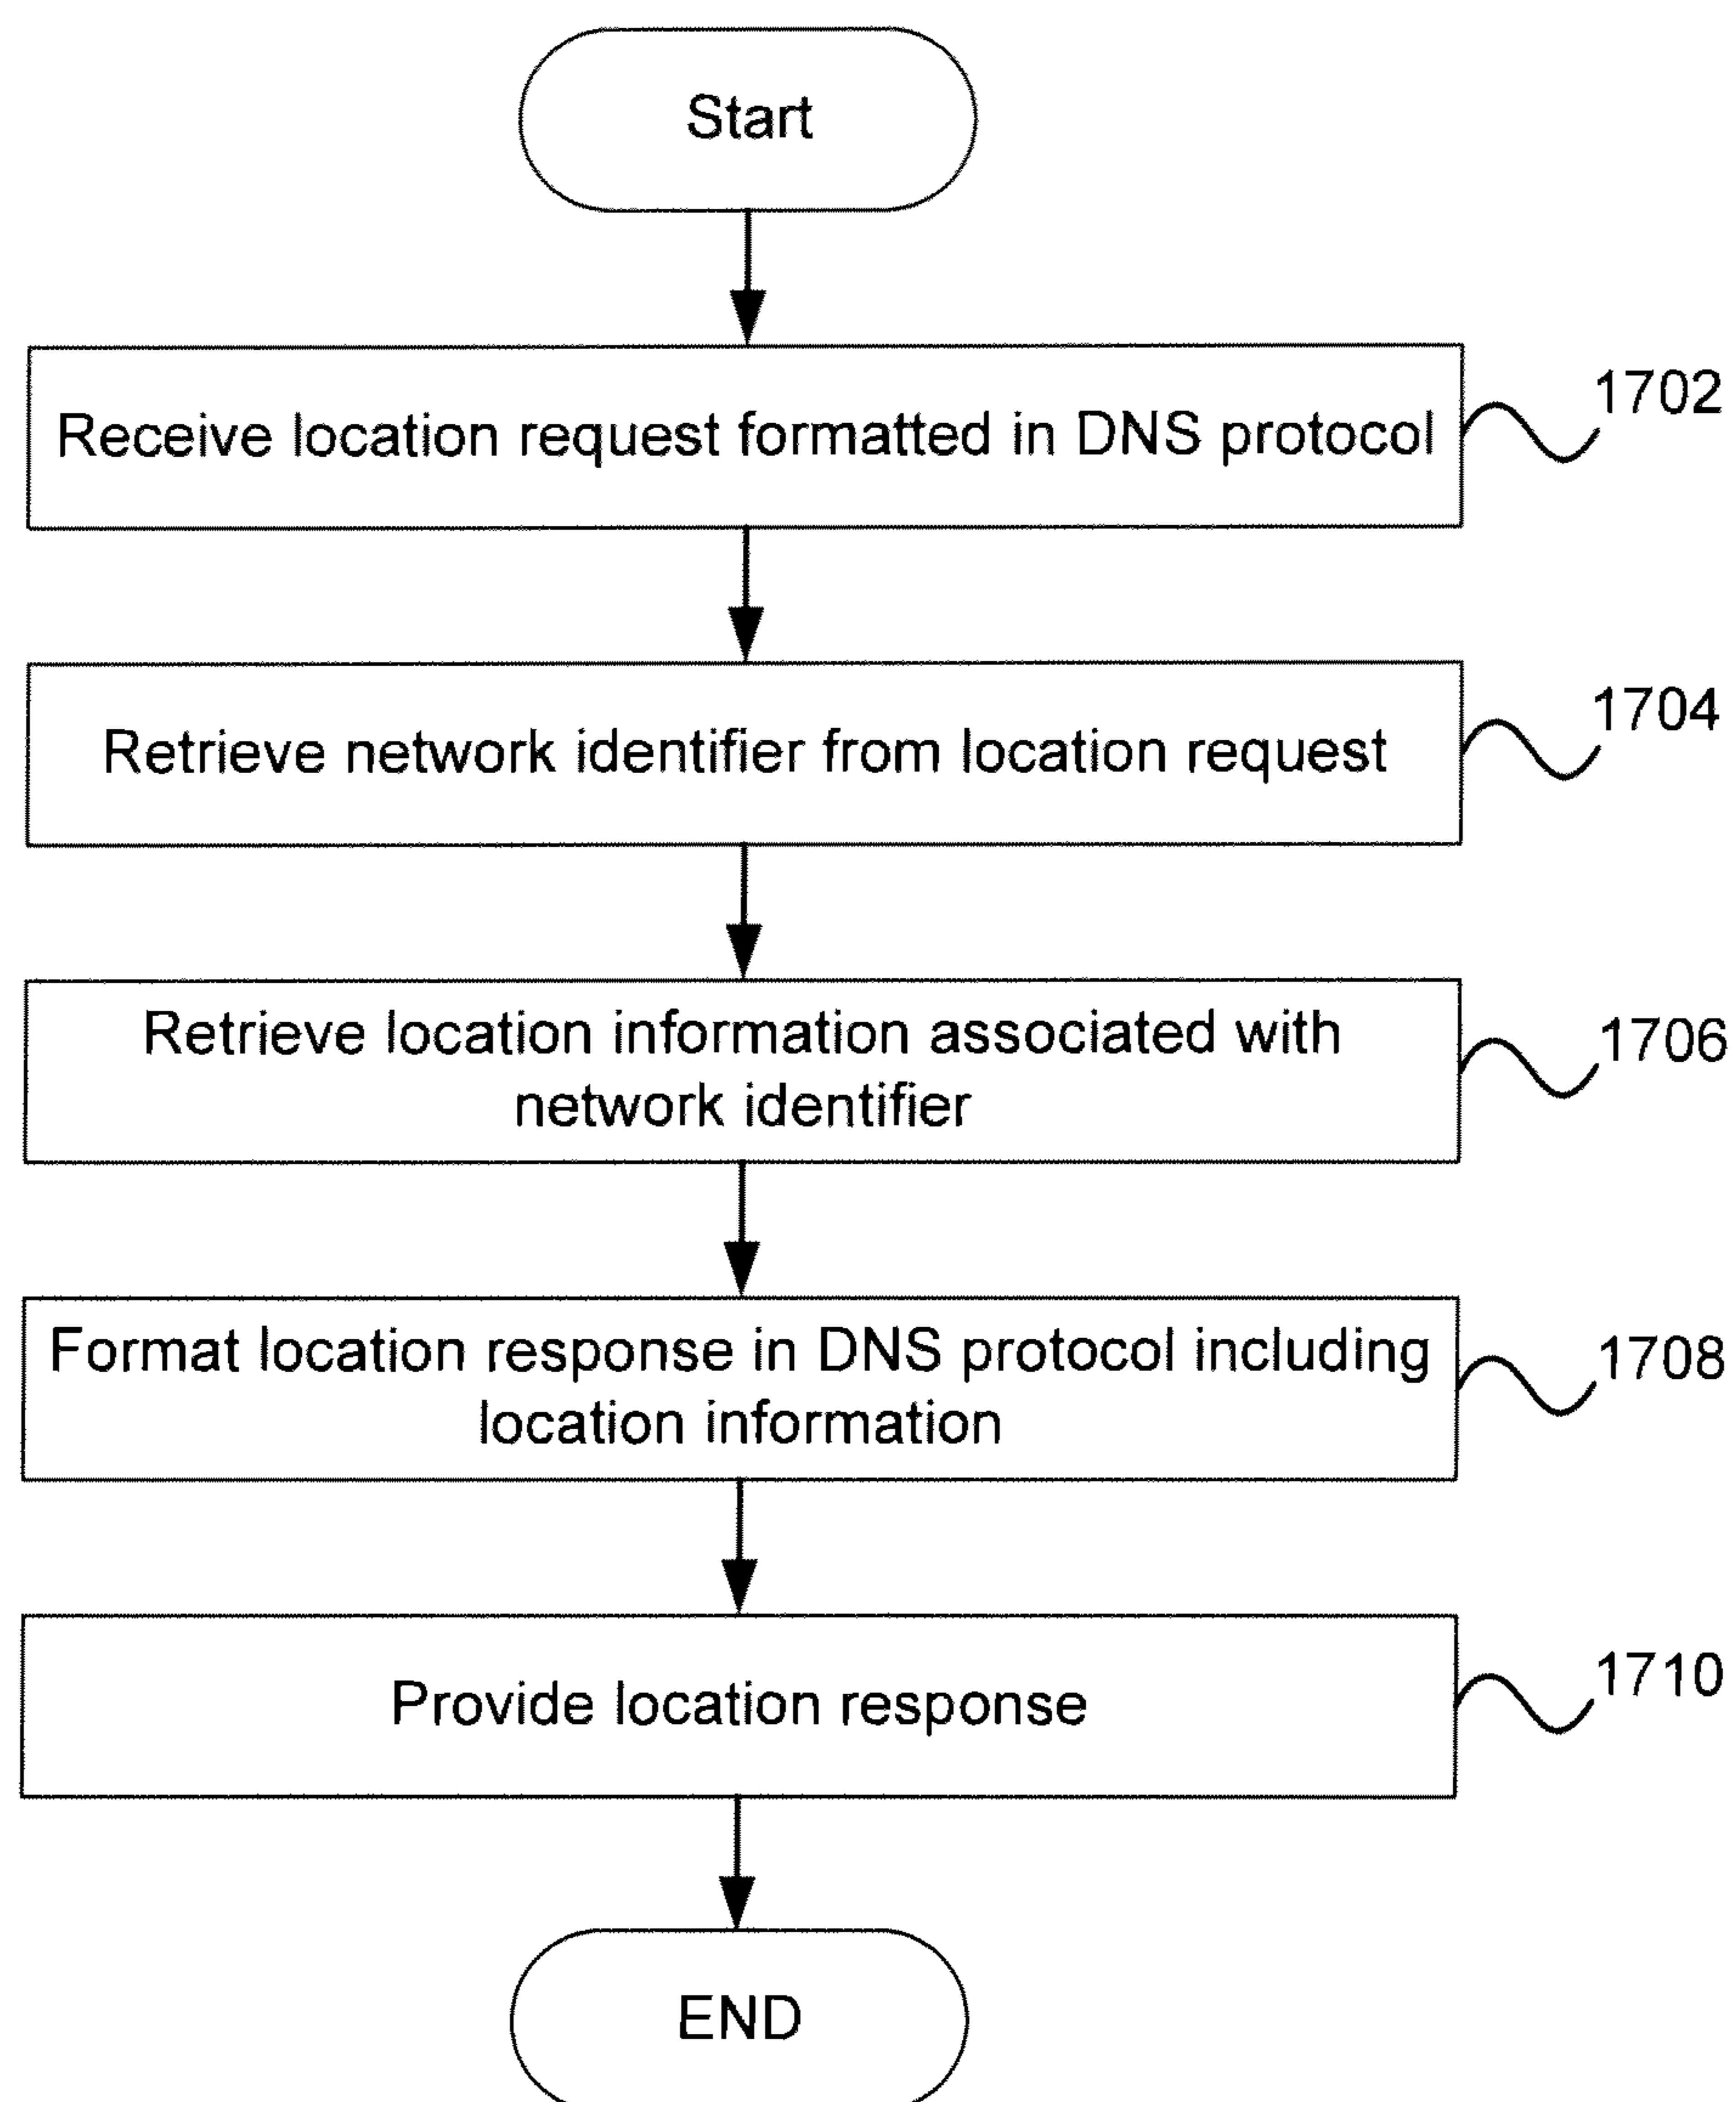 Start
Receive location request formatted in DNS protocol
1702
Retrieve network identifier from location request
1704
Retrieve location information associated with
network identifier
1706
Format location response in DNS protocol including
location information
1708
Provide location response
1710
END